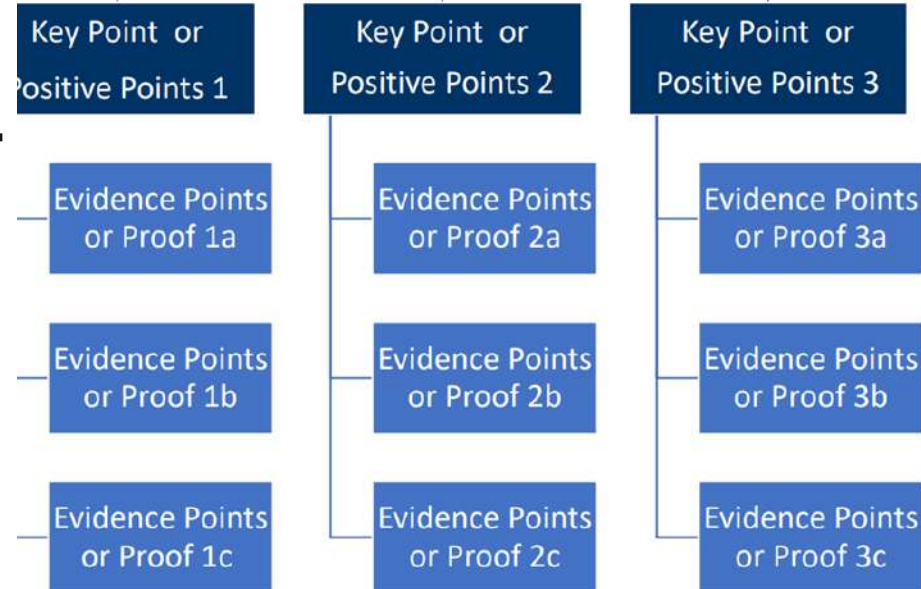 Key Point or
Positive Points 1
Evidence Points
or Proof 1a
Evidence Points
or Proof 1b
Evidence Points
or Proof 1c
Key Point or
Positive Points 2
Evidence Points
or Proof 2a
Evidence Points
or Proof 2b
Evidence Points
or Proof 2c
Key Point or
Positive Points 3
Evidence Points
or Proof 3a
Evidence Points
or Proof 3b
Evidence Points
or Proof 3c